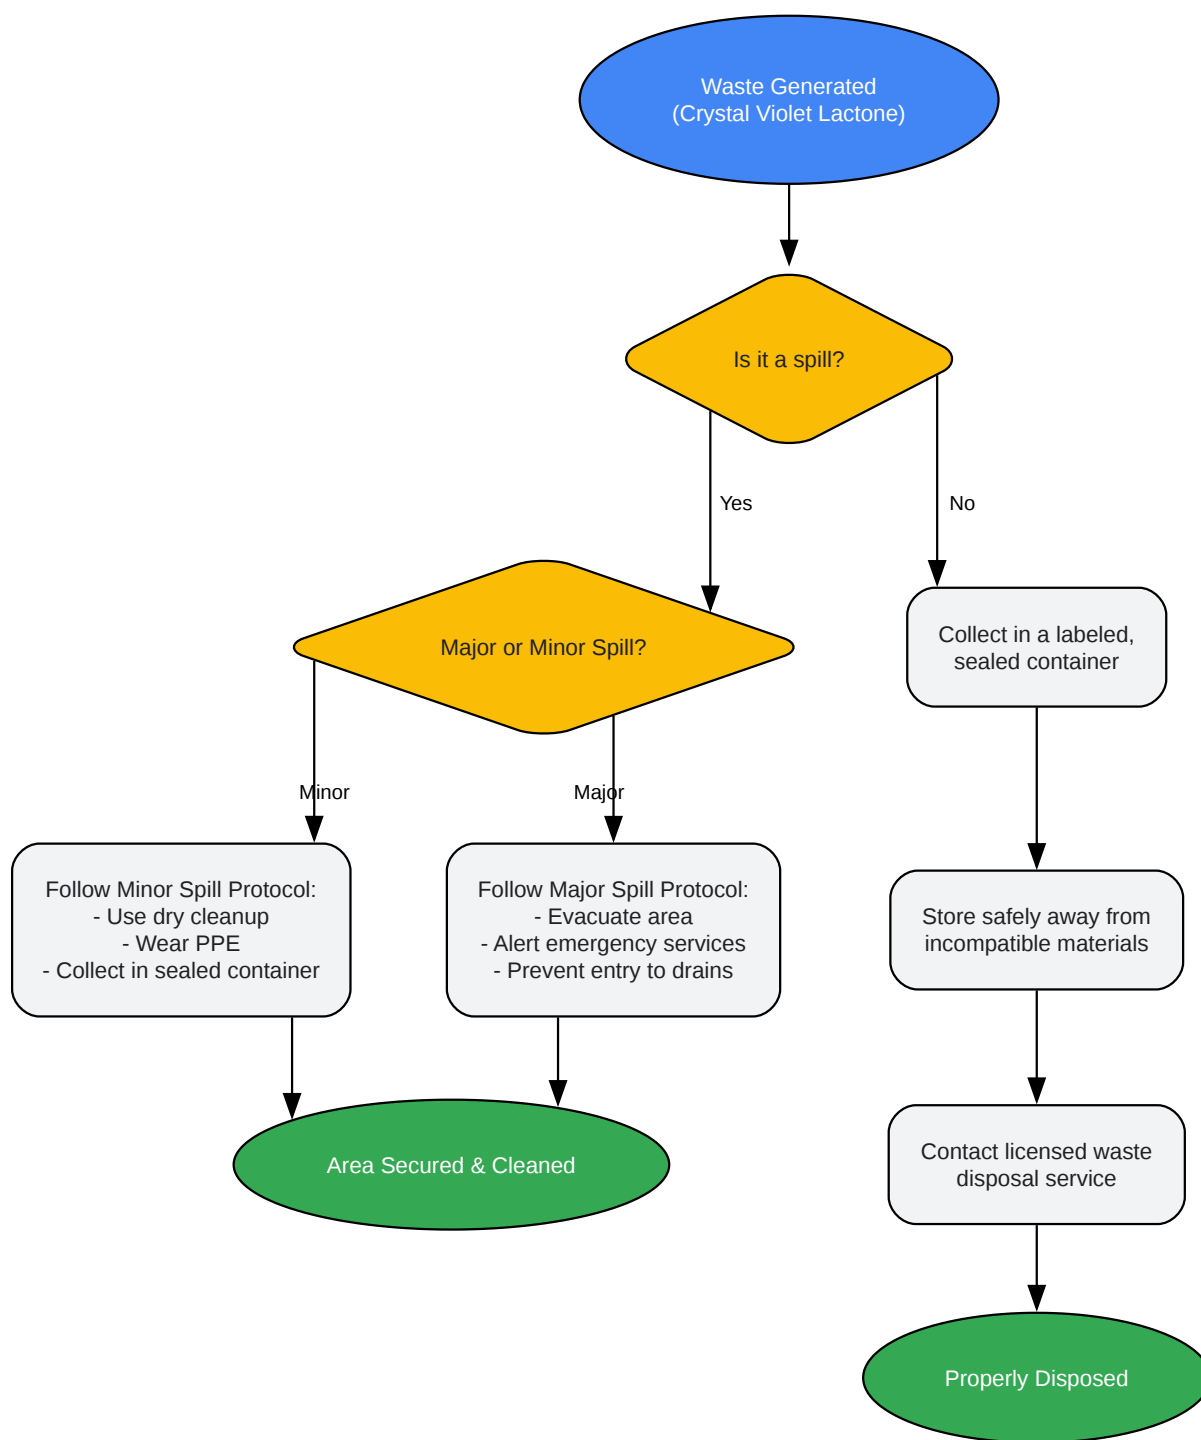 Waste Generated
(Crystal Violet Lactone)
Is it a spill?
Yes
No
Major or Minor Spill?
Collect in a labeled,
sealed container
Minor
Major
Follow Minor Spill Protocol:
- Use dry cleanup
- Wear PPE
- Collect in sealed container
Follow Major Spill Protocol:
- Evacuate area
- Alert emergency services
- Prevent entry to drains
Store safely away from
incompatible materials
Area Secured & Cleaned
Contact licensed waste
disposal service
Properly Disposed